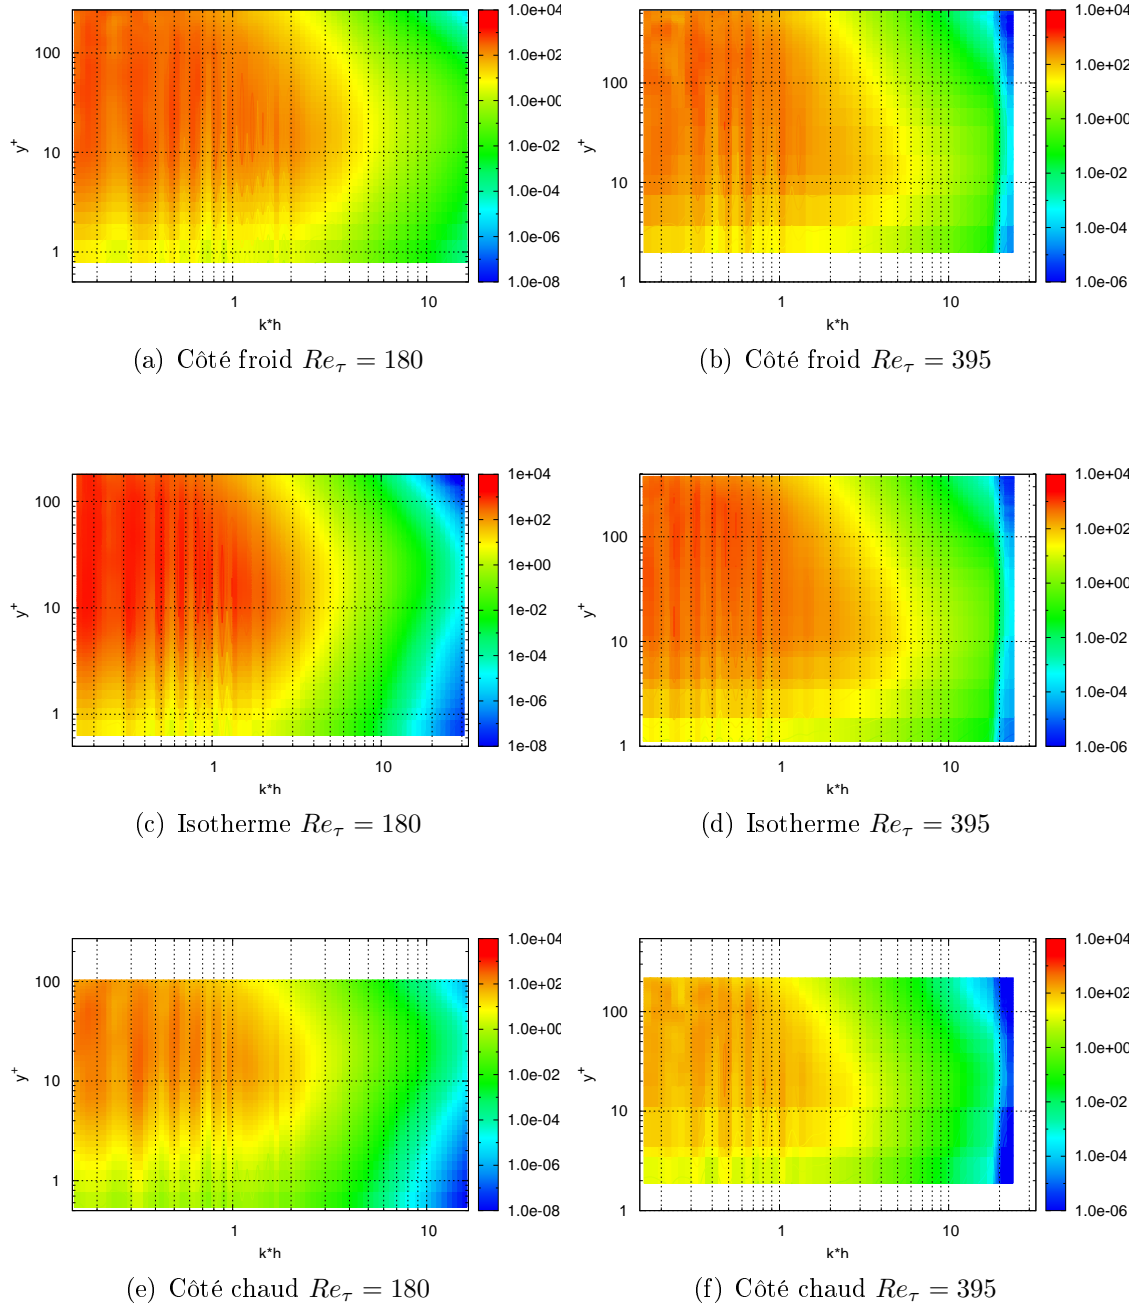 1.0e+04
1.0e+02
1.0e+00
1.0e-02
1.0e-04
1.0e-06
1.0e-08
100
10
1
y+
1
10
k*h
(a) Côté froid Reτ = 180
1.0e+04
1.0e+02
1.0e+00
1.0e-02
1.0e-04
1.0e-06
100
10
1
y+
1
10
k*h
(b) Côté froid Reτ = 395
1e+04
1e+02
1e+00
1e-02
1e-04
1e-06
1e-08
100
10
1
y+
1
10
k*h
(c) Isotherme Reτ = 180
1.0e+04
1.0e+02
1.0e+00
1.0e-02
1.0e-04
1.0e-06
100
10
1
y+
1
10
k*h
(d) Isotherme Reτ = 395
1.0e+04
1.0e+02
1.0e+00
1.0e-02
1.0e-04
1.0e-06
1.0e-08
100
10
1
y+
1
10
k*h
(e) Côté chaud Reτ = 180
1.0e+04
1.0e+02
1.0e+00
1.0e-02
1.0e-04
1.0e-06
100
10
1
y+
1
10
k*h
(f) Côté chaud Reτ = 395